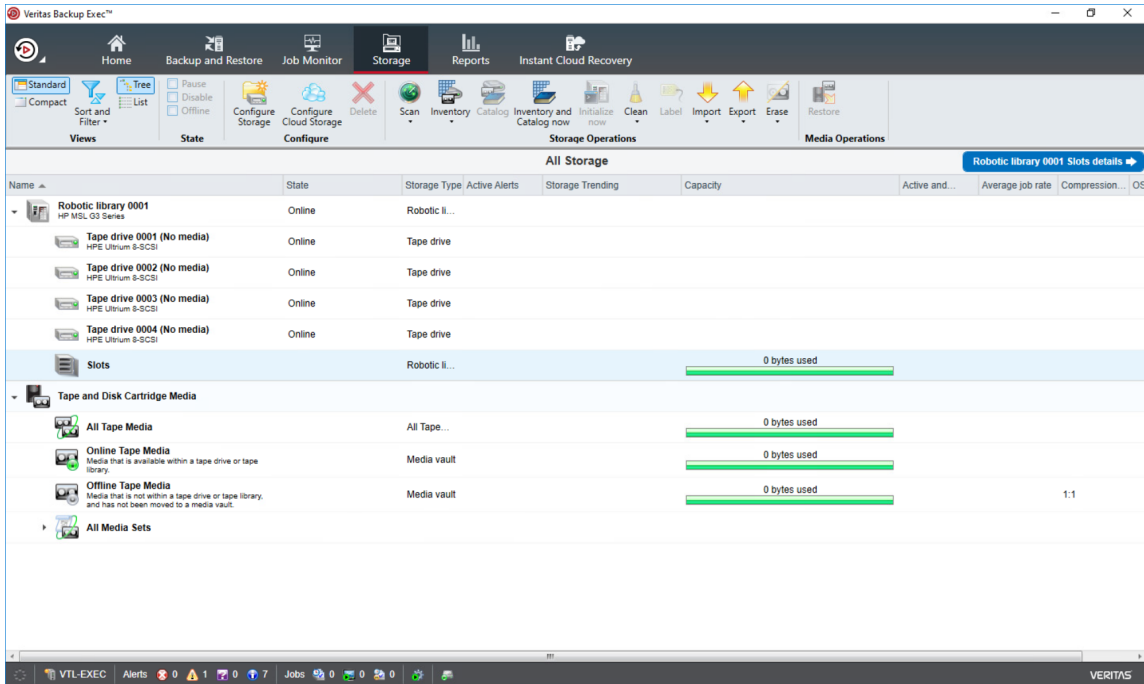 Veritas Backup Exec™
Home Backup and Restore Job Monitor Storage Reports Instant Cloud Recovery
Standard Tree Pause
Compact List Disable
Sort and Filter Offline
Configure Storage Configure Cloud Storage Delete Scan Inventory Catalog Inventory and Catalog now Initialize now Clean Label Import Export Erase Restore
Views State Configure Storage Operations Media Operations
All Storage Robotic library 0001 Slots details
Name State Storage Type Active Alerts Storage Trending Capacity Active and... Average job rate Compression... OS
Robotic library 0001 Online Robotic li...
HP MSL G3 Series
Tape drive 0001 (No media) Online Tape drive
HPE Ultrium 8-SCSI
Tape drive 0002 (No media) Online Tape drive
HPE Ultrium 8-SCSI
Tape drive 0003 (No media) Online Tape drive
HPE Ultrium 8-SCSI
Tape drive 0004 (No media) Online Tape drive
HPE Ultrium 8-SCSI
Slots Robotic li... 0 bytes used
Tape and Disk Cartridge Media
All Tape Media All Tape... 0 bytes used
Online Tape Media Media vault 0 bytes used
Media that is available within a tape drive or tape
library.
Offline Tape Media Media vault 0 bytes used 1:1
Media that is not within a tape drive or tape library,
and has not been moved to a media vault.
All Media Sets
VTL-EXEC Alerts 0 1 0 7 Jobs 0 0 0 VERITAS